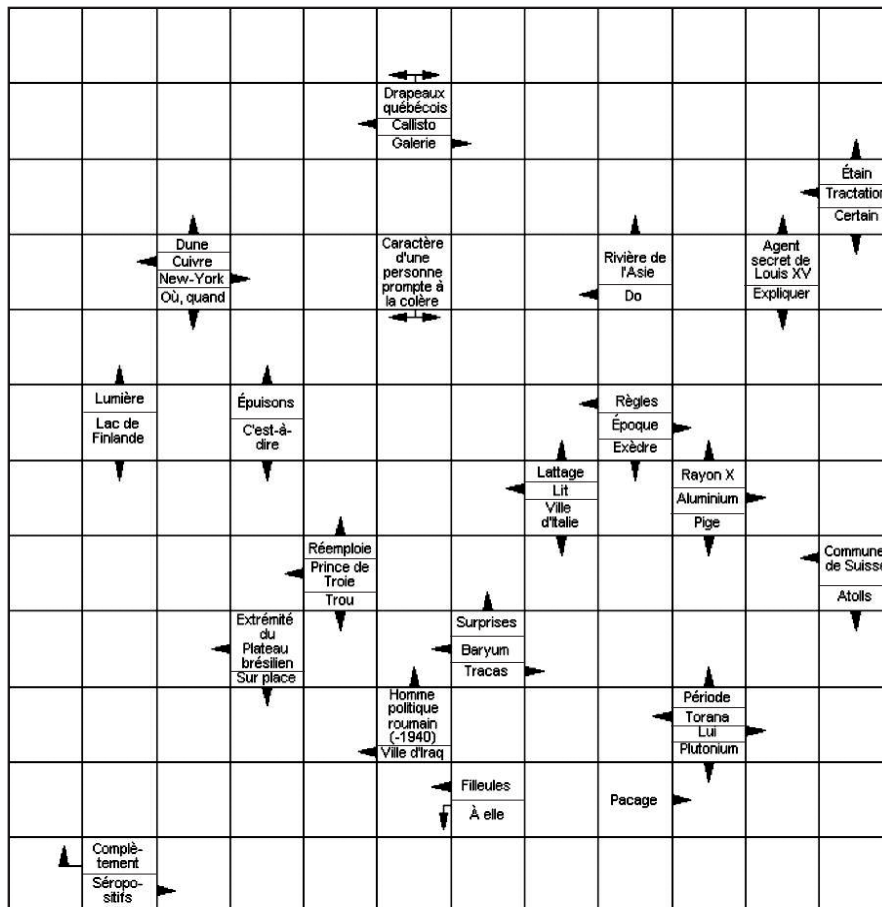 Drapeaux
québécois
Callisto
Galerie
Étain
Tractation
Certain
Dune
Cuivre
New-York
Où, quand
Caractère
d'une
personne
prompte à
la colère
Rivière de
l'Asie
Do
Agent
secret de
Louis XV
Expliquer
Lumière
Lac de
Finlande
Épuisons
C'est-à-
dire
Règles
Époque
Exèdre
Lattage
Lit
Ville
d'Italie
Rayon X
Aluminium
Pige
Réemploie
Prince de
Troie
Trou
Commune
de Suisse
Atolls
Extrémité
du
Plateau
brésilien
Sur place
Surprises
Baryum
Tracas
Homme
politique
roumain
(-1940)
Ville d'Iraq
Période
Torana
Lui
Plutonium
Filleules
À elle
Pacage
Complè-
tement
Séropo-
sitifs